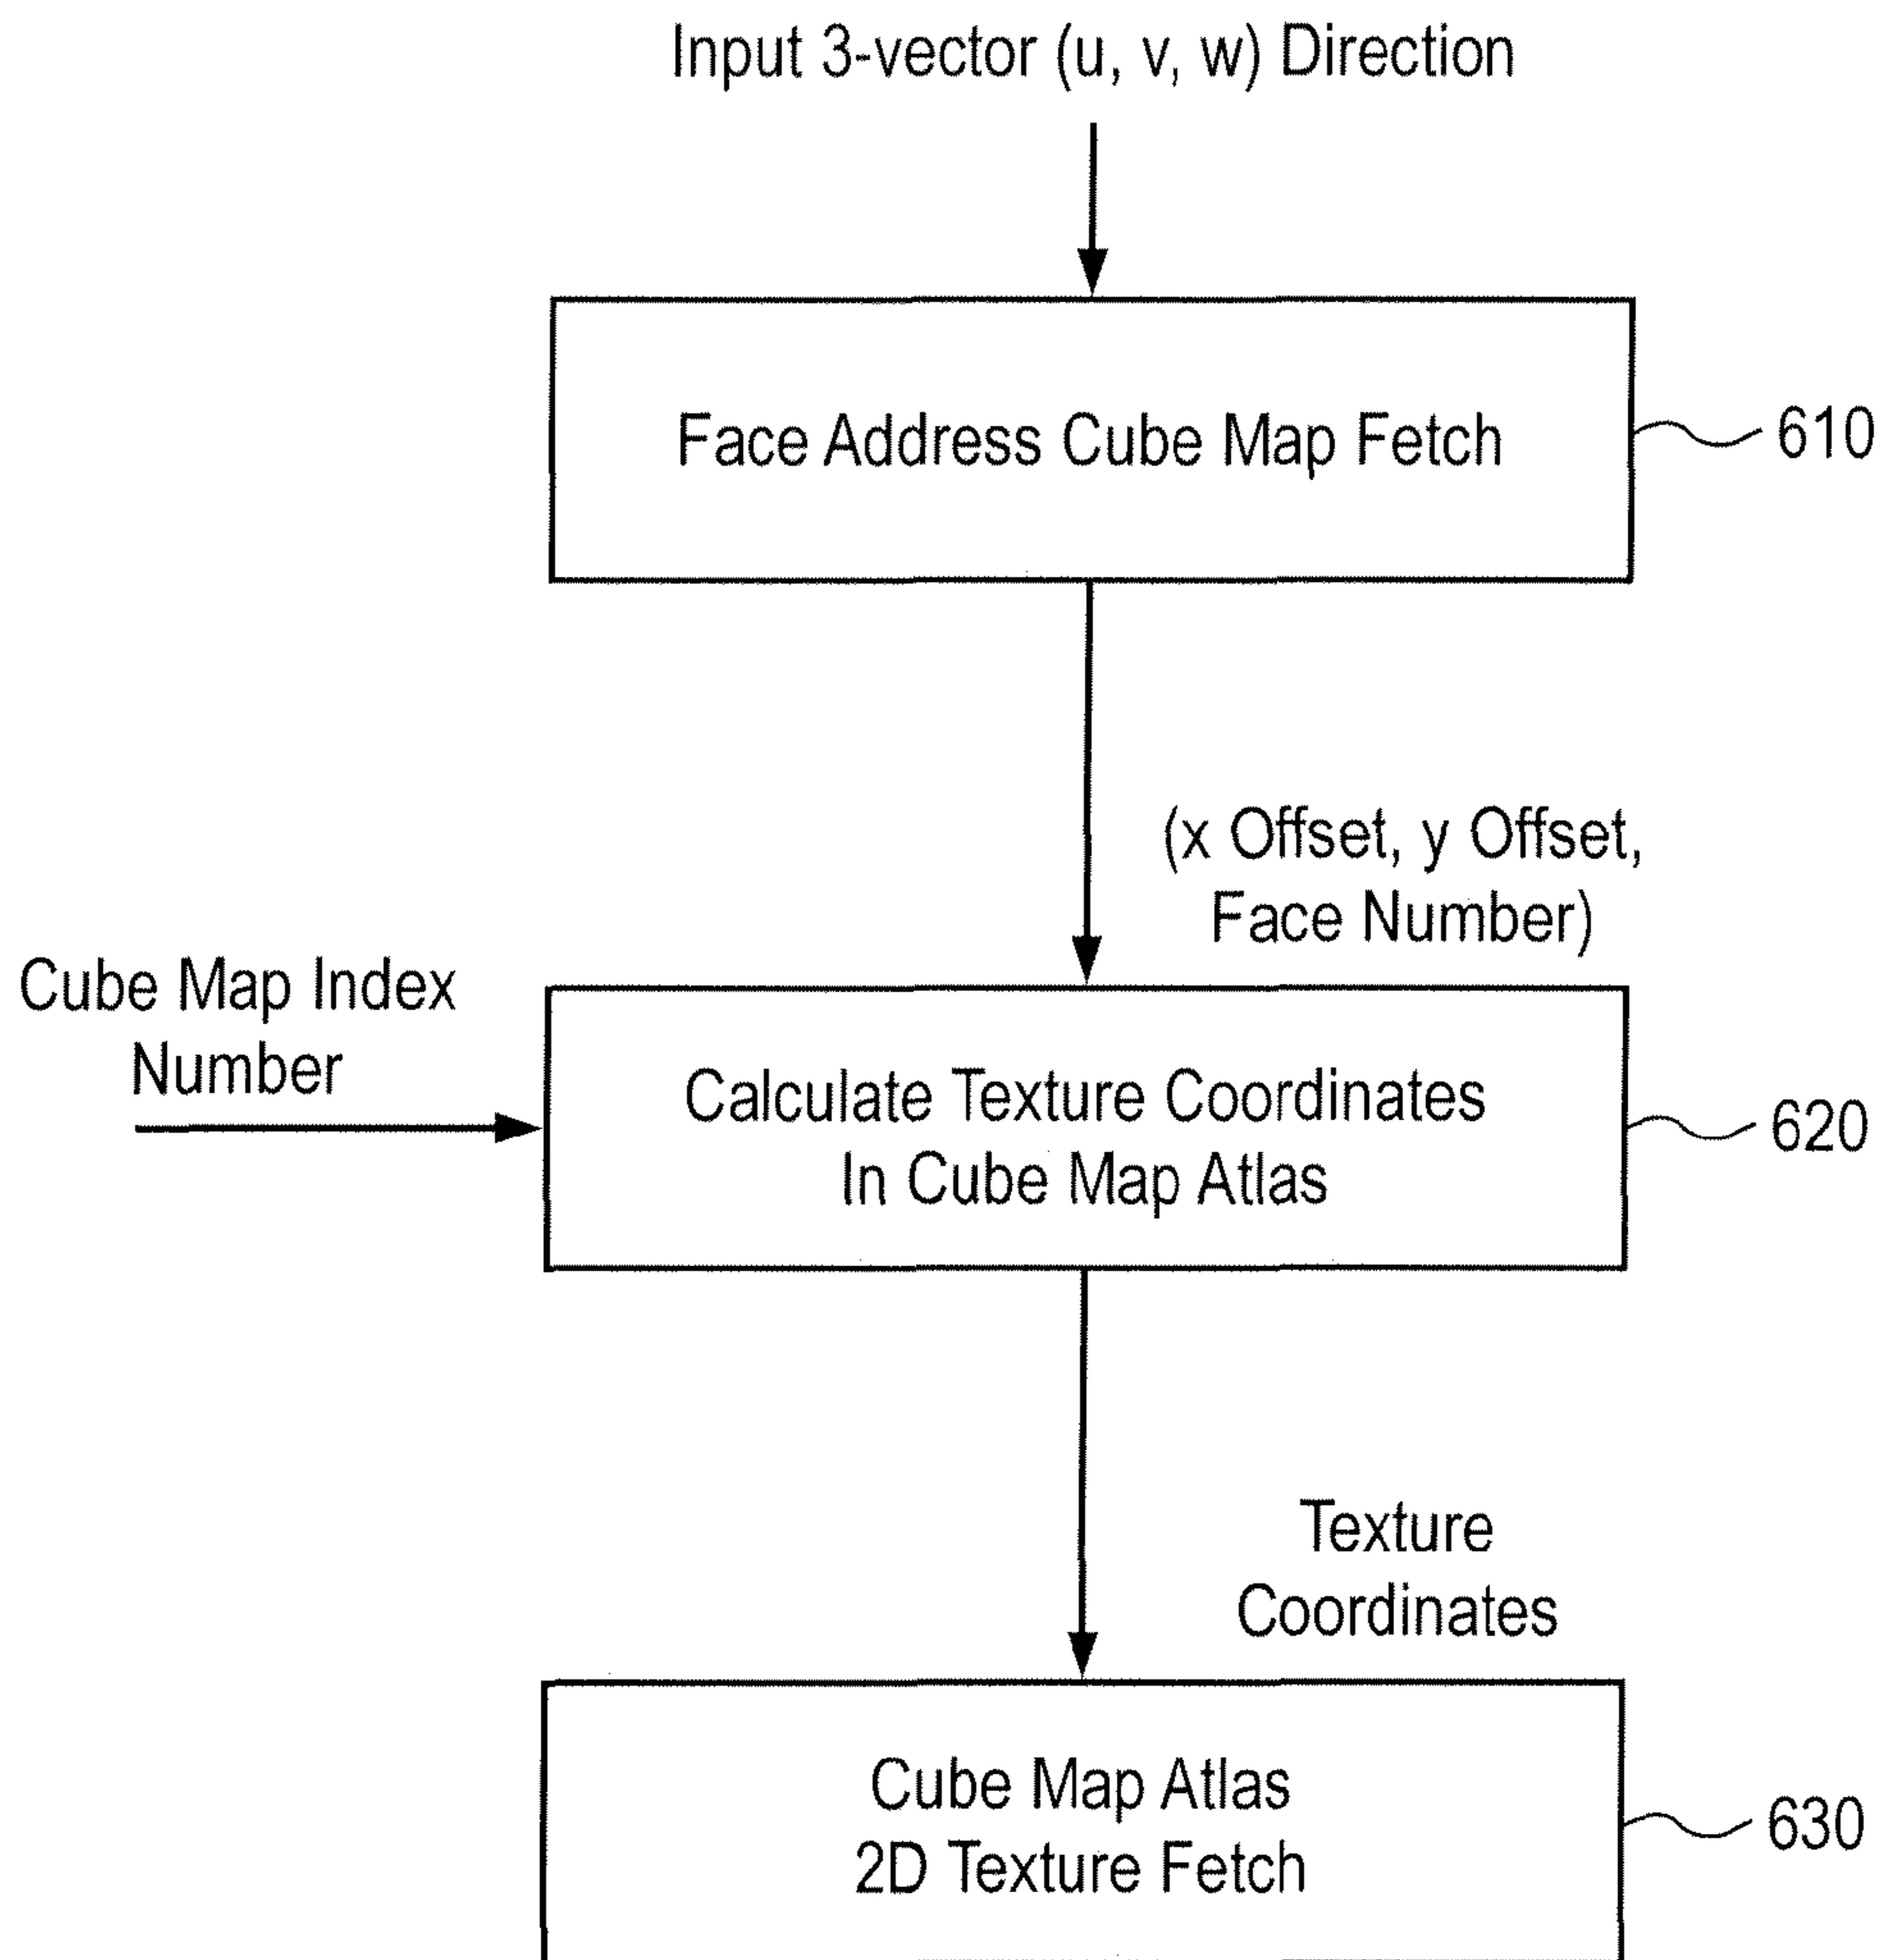 Input 3-vector (u, v, w) Direction
Face Address Cube Map Fetch
610
(x Offset, y Offset,
Face Number)
Cube Map Index
Number
Calculate Texture Coordinates
In Cube Map Atlas
620
Texture
Coordinates
Cube Map Atlas
2D Texture Fetch
630